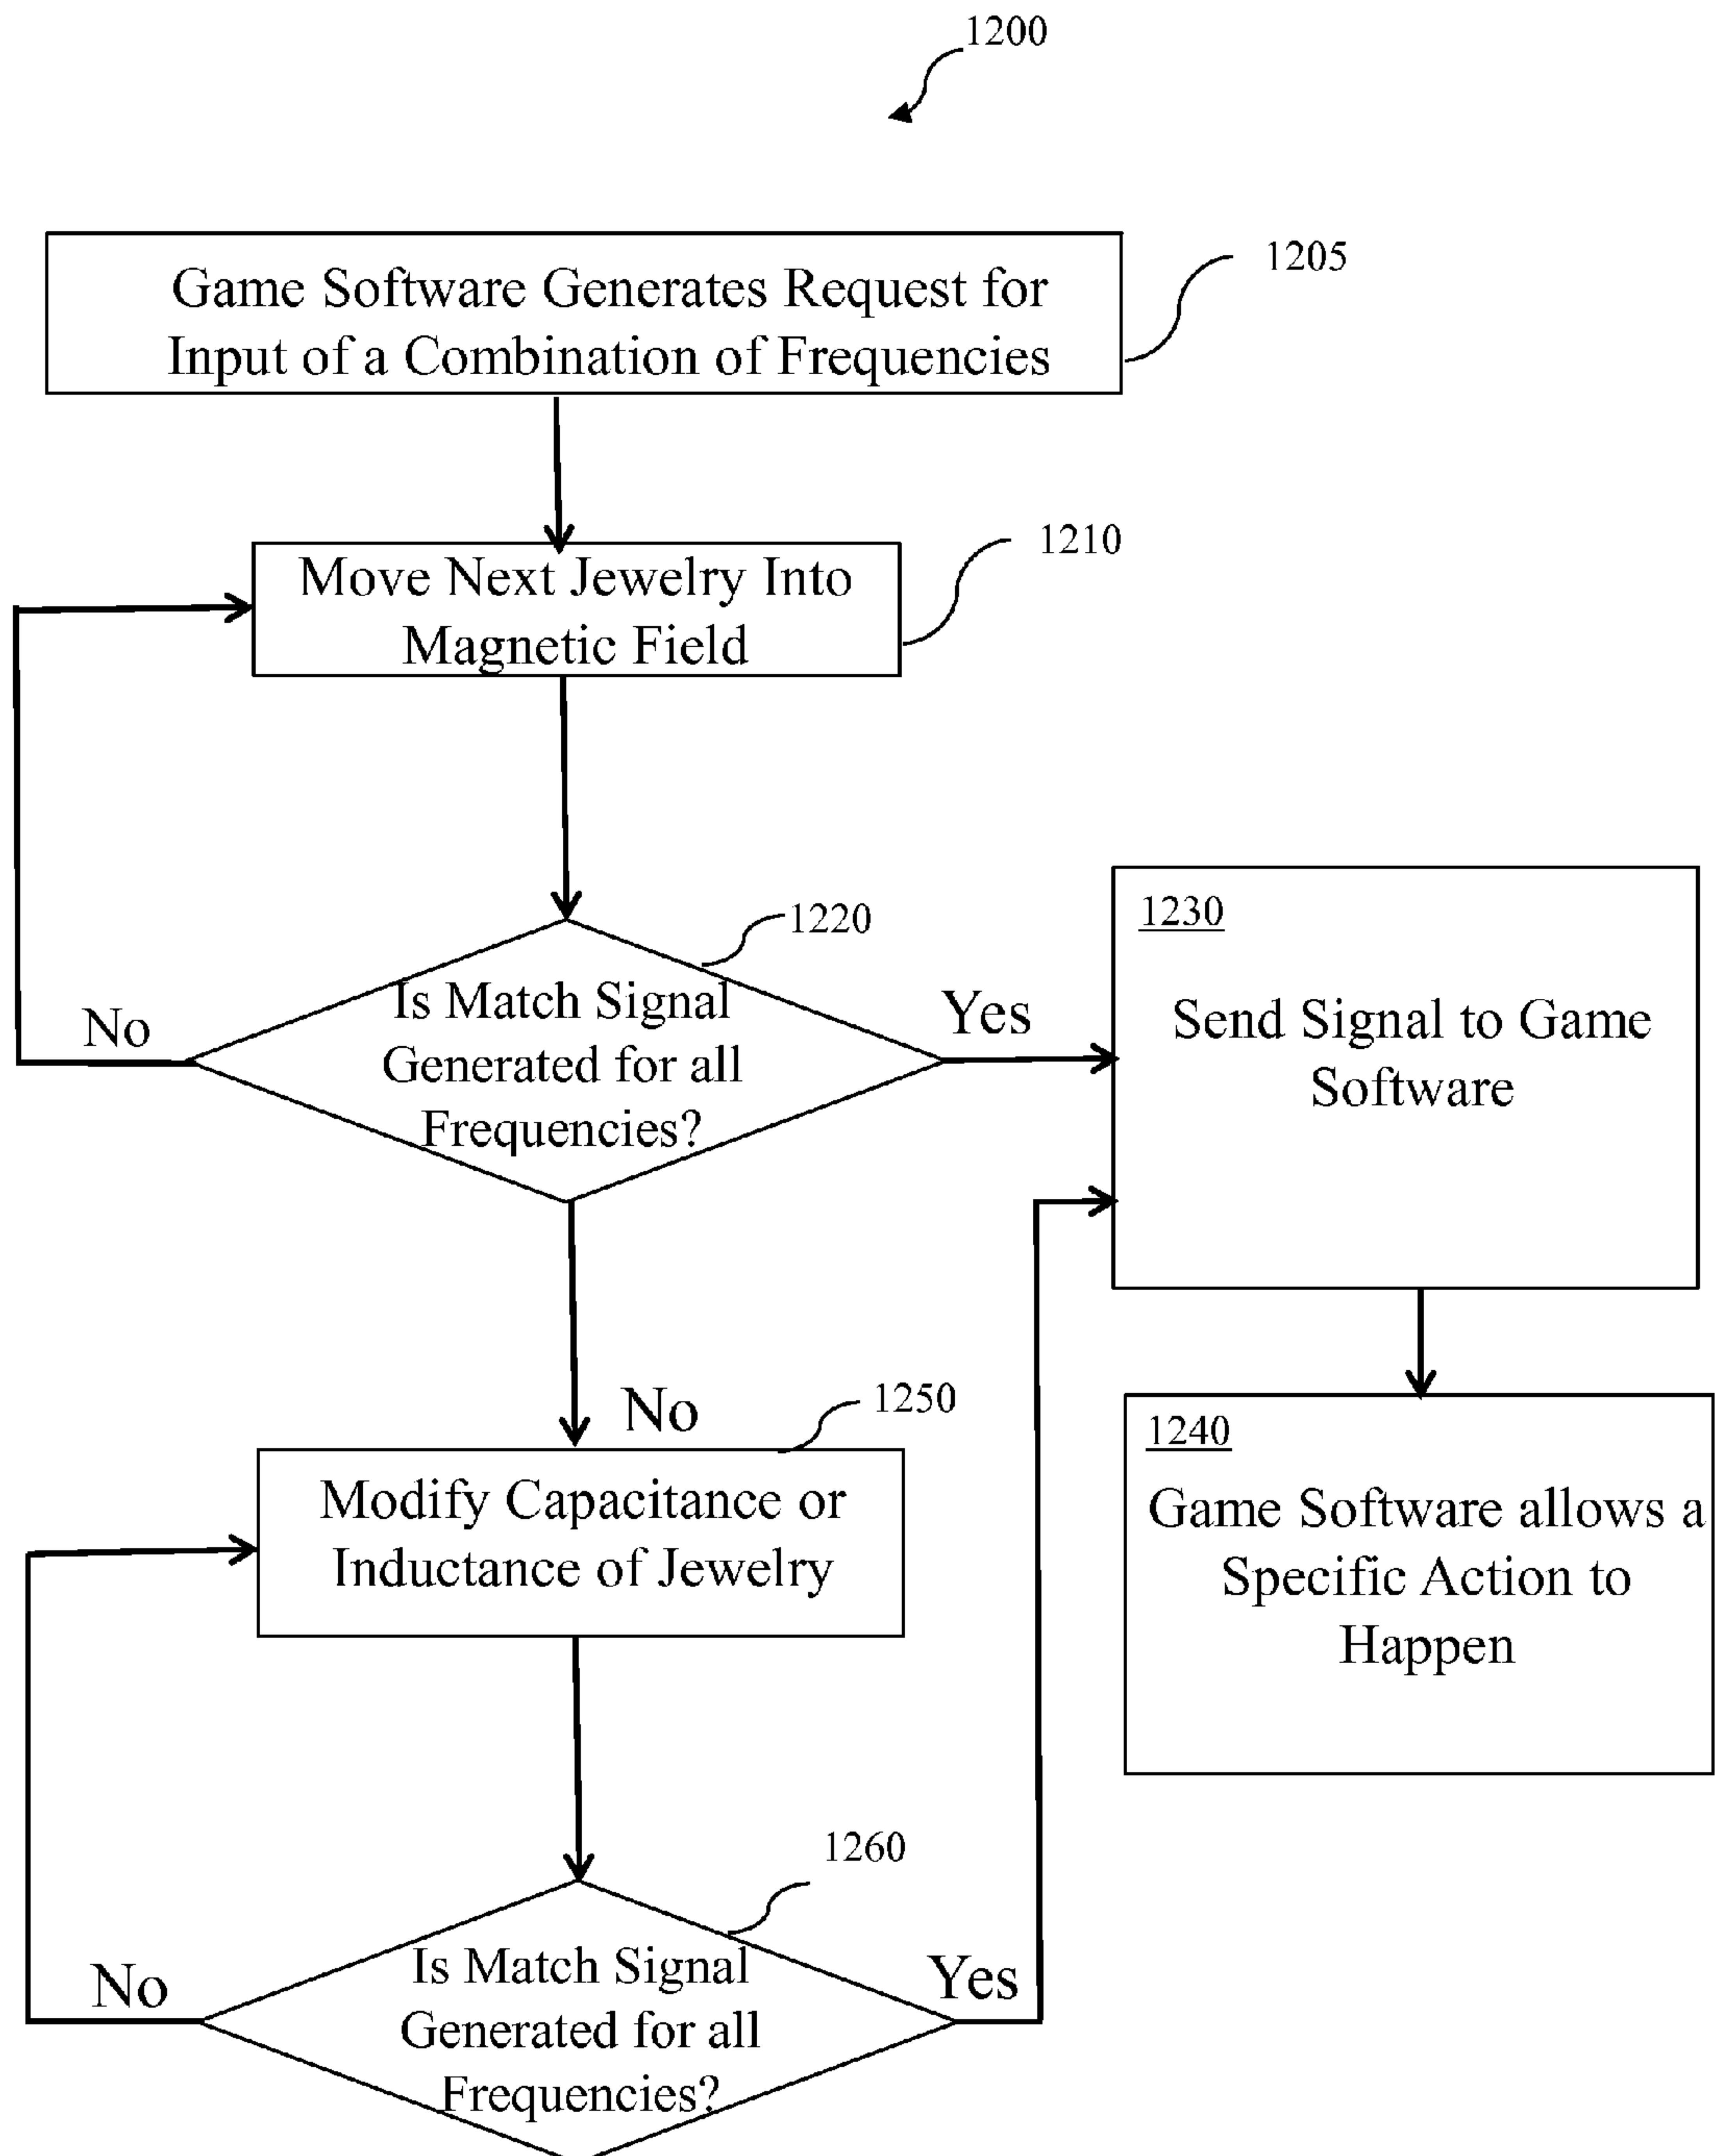 1200
Game Software Generates Request for
Input of a Combination of Frequencies
1205
Move Next Jewelry Into
Magnetic Field
1210
Is Match Signal
Generated for all
Frequencies?
1220
No
Yes
1230
Send Signal to Game
Software
1240
Game Software allows a
Specific Action to
Happen
No
1250
Modify Capacitance or
Inductance of Jewelry
1260
Is Match Signal
Generated for all
Frequencies?
No
Yes